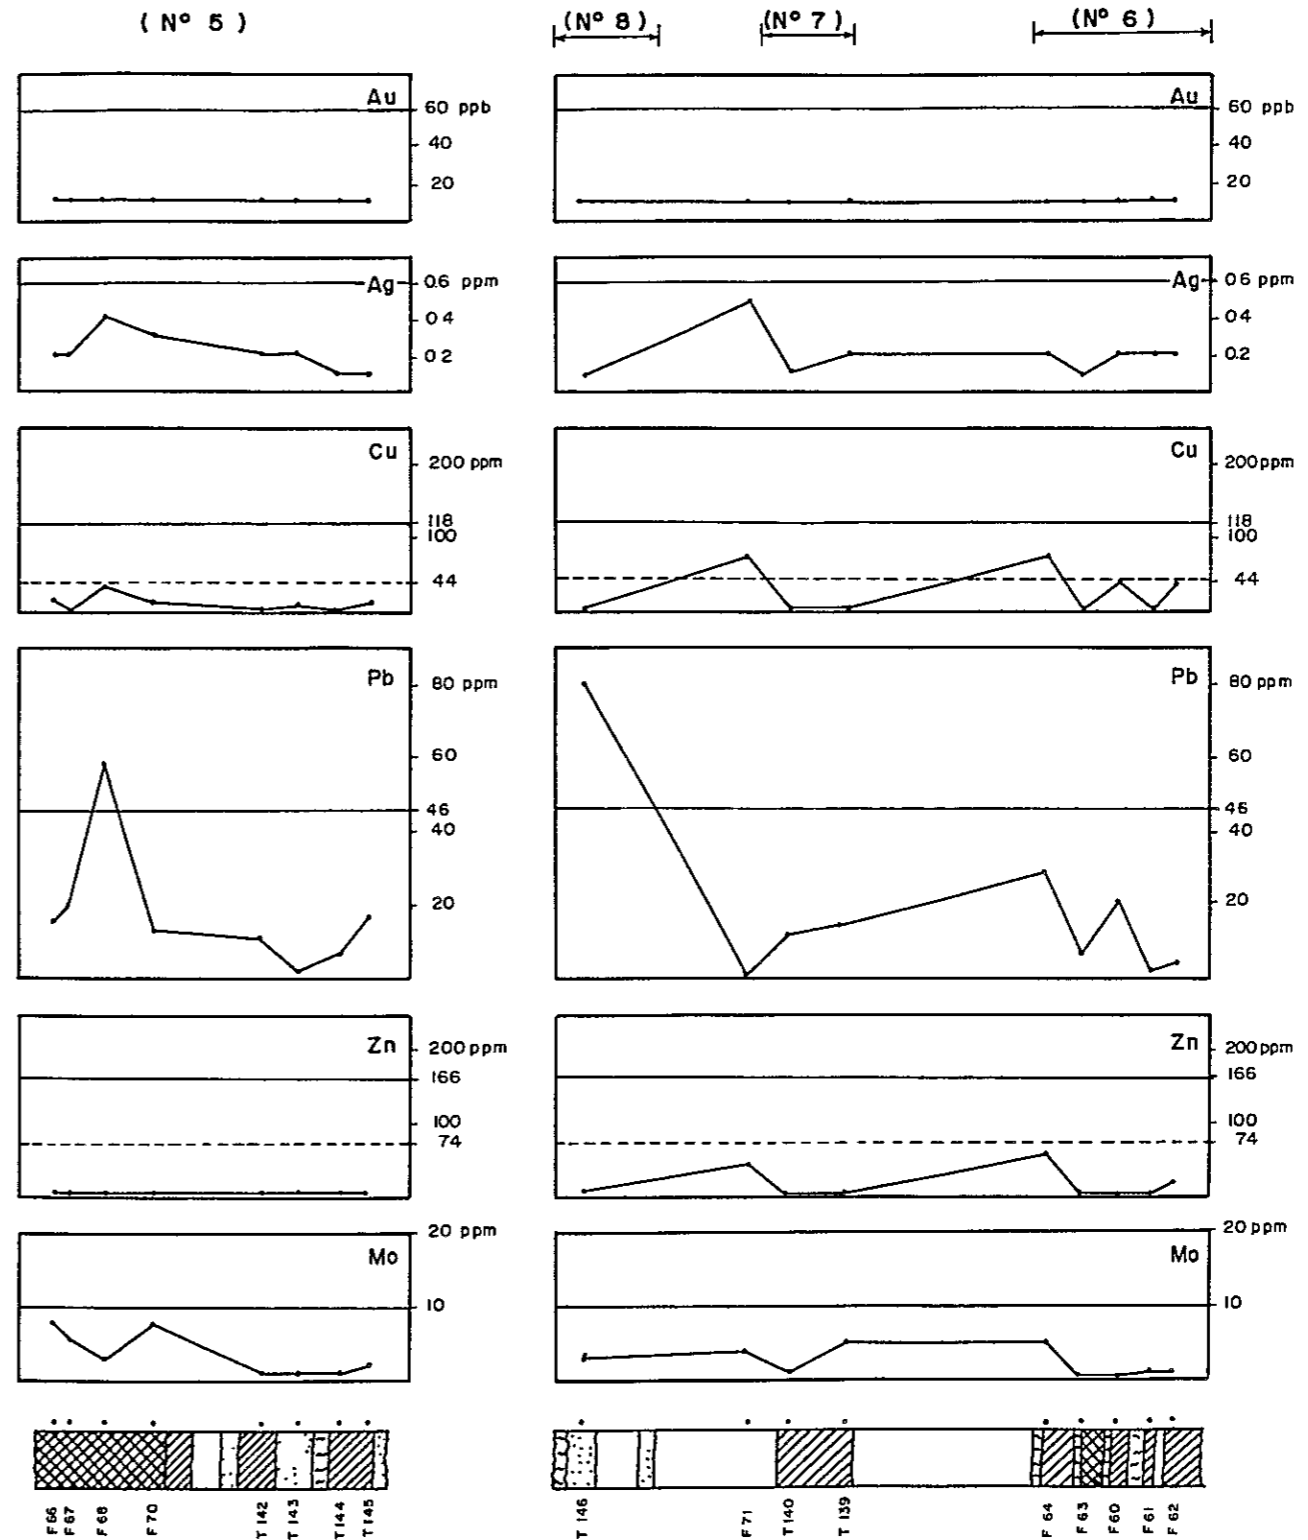 ( Nº 5 )
(Nº 8)
(Nº 7)
(Nº 6)
Au
60 ppb
40
20
Au
60 ppb
40
20
Ag
0.6 ppm
0.4
0.2
Ag
0.6 ppm
0.4
0.2
Cu
200 ppm
118
100
44
Cu
200 ppm
118
100
44
Pb
80 ppm
60
46
40
20
Pb
80 ppm
60
46
40
20
Zn
200 ppm
166
100
74
Zn
200 ppm
166
100
74
20 ppm
Mo
10
20 ppm
Mo
10
F 66
F 67
F 68
F 70
T 142
T 143
T 144
T 145
T 146
F 71
T 140
T 139
F 64
F 63
F 60
F 61
F 62